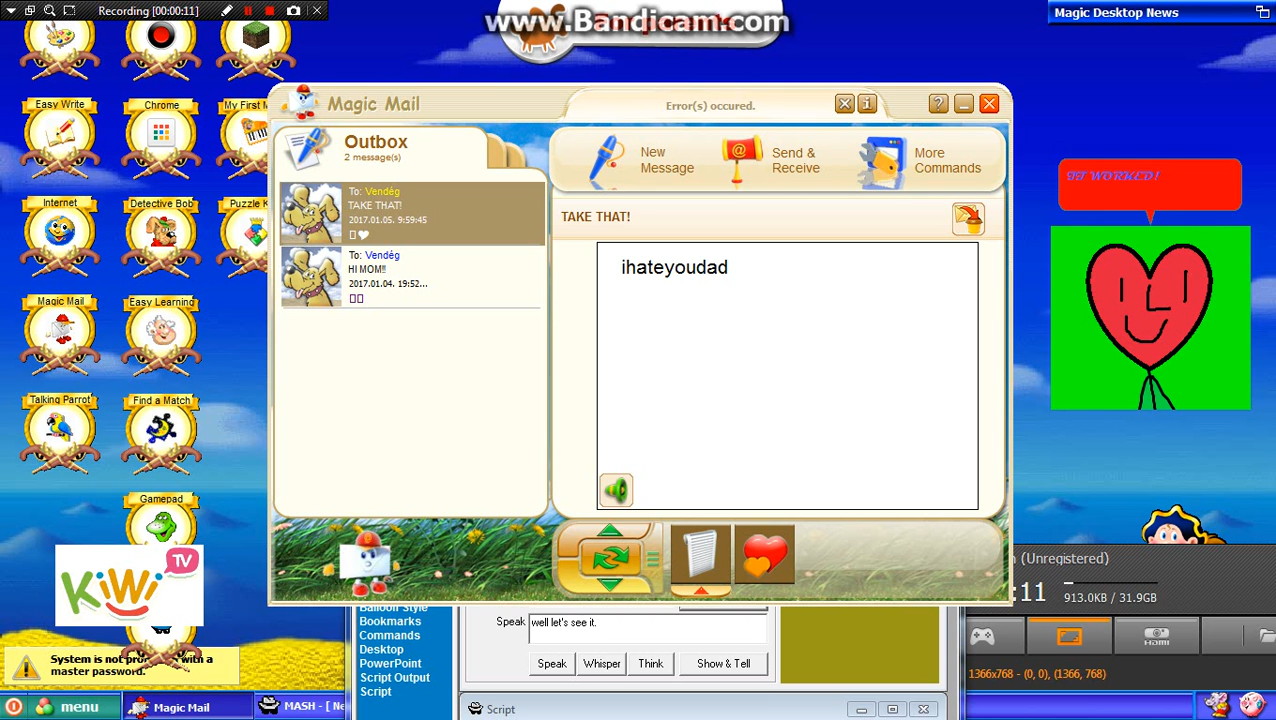 Recording [00:00:11]
www.Bandicam.com
Magic Desktop News
Easy Write
Chrome
My First M
Internet
Detective Bob
Puzzle K
Magic Mail
Easy Learning
Talking Parrot
Find a Match
Gamepad
KiWi TV
System is not pro with a
master password.
Magic Mail
Error(s) occured.
Outbox
2 message(s)
New
Message
Send &
Receive
More
Commands
To: Vendég
TAKE THAT!
2017.01.05. 9:59:45
To: Vendég
HI MOM!!
2017.01.04. 19:52...
TAKE THAT!
ihateyoudad
IT WORKED!
Balloon Style
Bookmarks
Commands
Desktop
PowerPoint
Script Output
Script
Speak
well let's see it.
Speak
Whisper
Think
Show & Tell
Script
(Unregistered)
:11
913.0KB / 31.9GB
HDMI
1366x768 - (0, 0), (1366, 768)
menu
Magic Mail
MASH - [ Ne